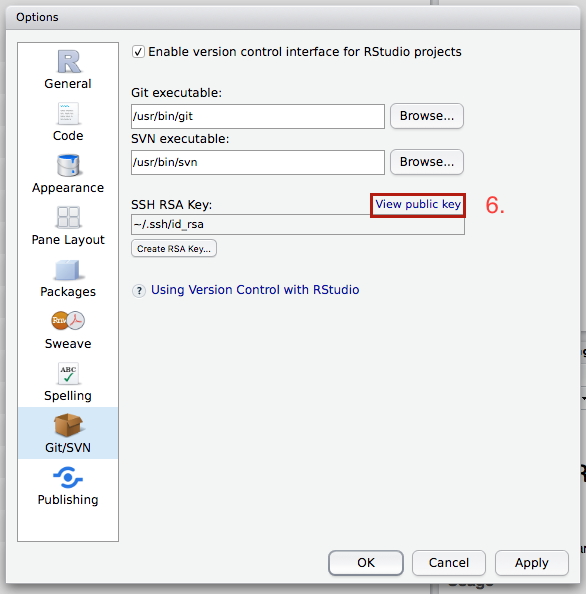 Options
Enable version control interface for RStudio projects
General
Code
Appearance
Pane Layout
Packages
Sweave
Spelling
Git/SVN
Publishing
Git executable:
/usr/bin/git
Browse...
SVN executable:
/usr/bin/svn
Browse...
SSH RSA Key:
View public key
6.
~/.ssh/id_rsa
Create RSA Key...
? Using Version Control with RStudio
R
Rnw
ABC
OK
Cancel
Apply